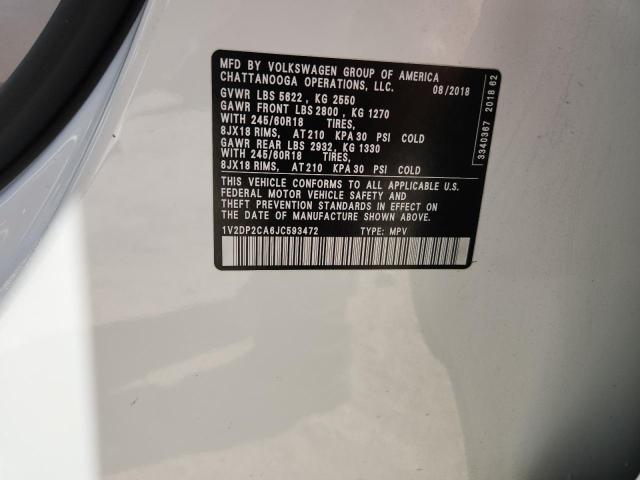 MFD BY VOLKSWAGEN GROUP OF AMERICA
CHATTANOOGA OPERATIONS, LLC. 08/2018
GVWR LBS 5622 , KG 2550
GAWR FRONT LBS 2800 , KG 1270
WITH 245/60R18 TIRES,
8JX18 RIMS, AT 210 KPA 30 PSI COLD
GAWR REAR LBS 2932, KG 1330
WITH 245/60R18 TIRES,
8JX18 RIMS, AT 210 KPA 30 PSI COLD
THIS VEHICLE CONFORMS TO ALL APPLICABLE U.S.
FEDERAL MOTOR VEHICLE SAFETY AND
THEFT PREVENTION STANDARDS IN EFFECT ON
THE DATE OF MANUFACTURE SHOWN ABOVE.
1V2DP2CA6JC593472 TYPE: MPV
3340367 2018 62